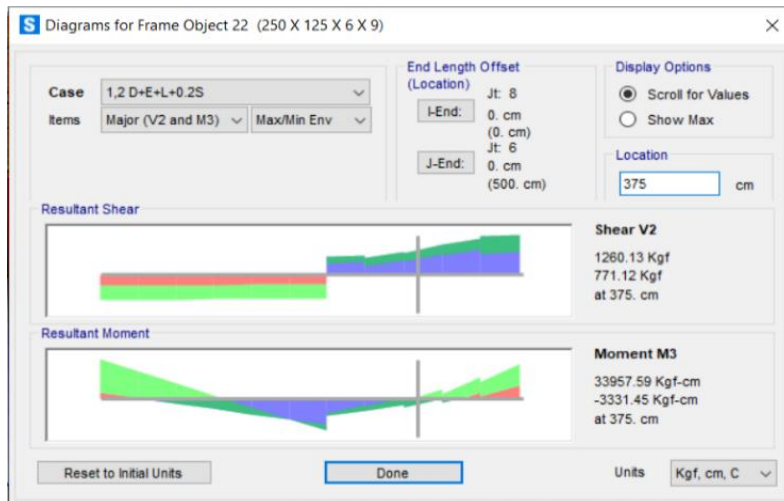 Diagrams for Frame Object 22 (250 X 125 X 6 X 9)
Case
1,2 D+E+L+0.2S
Items
Major (V2 and M3)
Max/Min Env
End Length Offset
(Location)
Jt: 8
I-End:
0. cm
(0. cm)
Jt: 6
J-End:
0. cm
(500. cm)
Display Options
Scroll for Values
Show Max
Location
375 cm
Resultant Shear
Shear V2
1260.13 Kgf
771.12 Kgf
at 375. cm
Resultant Moment
Moment M3
33957.59 Kgf-cm
-3331.45 Kgf-cm
at 375. cm
Reset to Initial Units
Done
Units
Kgf, cm, C